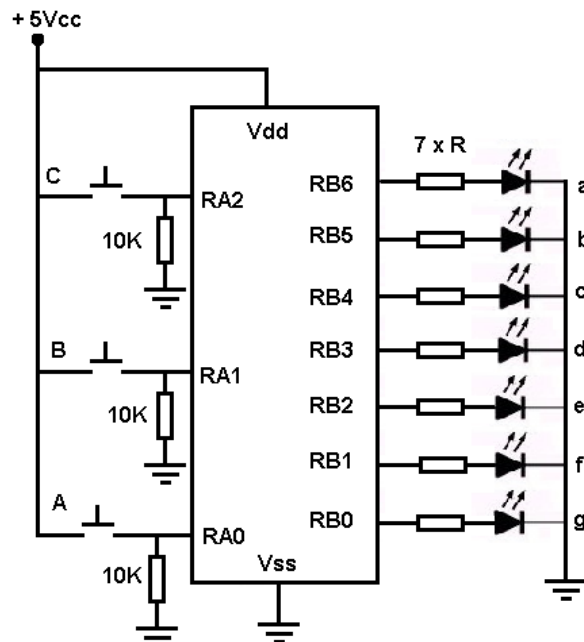 + 5Vcc
Vdd
7 x R
C
RA2
RB6
a
10K
RB5
b
RB4
c
B
RA1
RB3
d
10K
RB2
e
RB1
f
A
RA0
RB0
g
10K
Vss